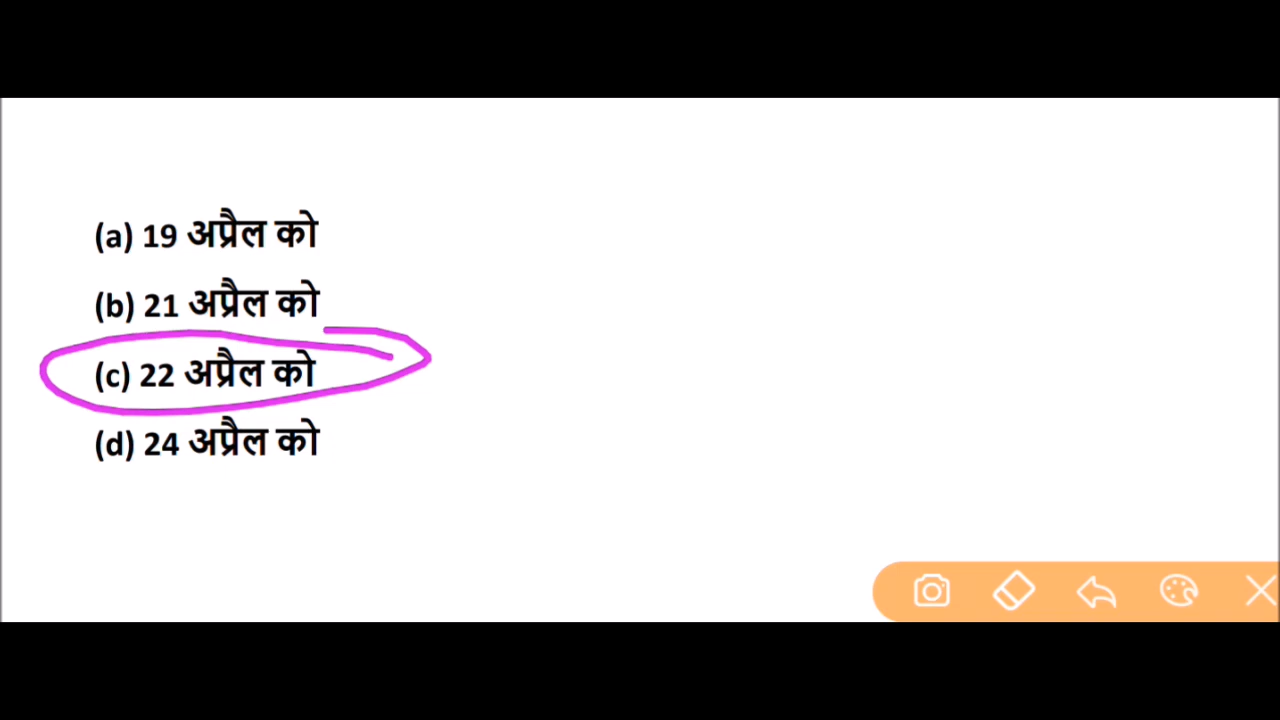 (a) 19 अप्रैल को
(b) 21 अप्रैल को
(c) 22 अप्रैल को
(d) 24 अप्रैल को